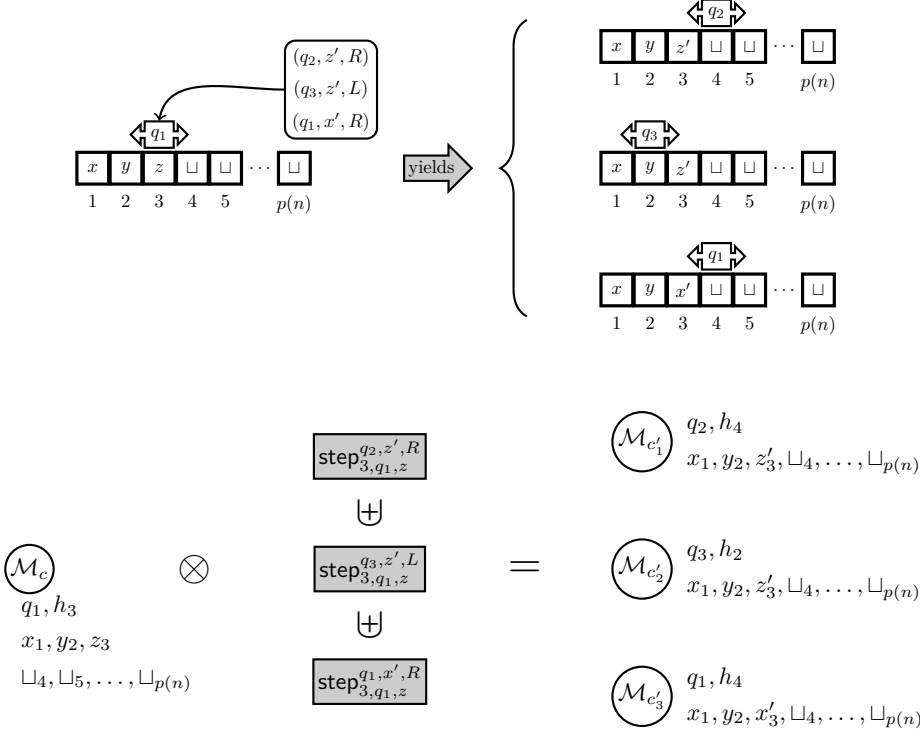 (q₂, z′, R)
(q₃, z′, L)
(q₁, x′, R)
q₁
x y z ⊔ ⊔ ··· ⊔
1 2 3 4 5 p(n)
yields
q₂
x y z′ ⊔ ⊔ ··· ⊔
1 2 3 4 5 p(n)
q₃
x y z′ ⊔ ⊔ ··· ⊔
1 2 3 4 5 p(n)
q₁
x y x′ ⊔ ⊔ ··· ⊔
1 2 3 4 5 p(n)
ℳ_c
q₁, h₃
x₁, y₂, z₃
⊔₄, ⊔₅, . . . , ⊔_{p(n)}
⊗
step^{q₂,z′,R}_{3,q₁,z}
⊎
step^{q₃,z′,L}_{3,q₁,z}
⊎
step^{q₁,x′,R}_{3,q₁,z}
=
ℳ_{c′₁}
q₂, h₄
x₁, y₂, z′₃, ⊔₄, . . . , ⊔_{p(n)}
ℳ_{c′₂}
q₃, h₂
x₁, y₂, z′₃, ⊔₄, . . . , ⊔_{p(n)}
ℳ_{c′₃}
q₁, h₄
x₁, y₂, x′₃, ⊔₄, . . . , ⊔_{p(n)}